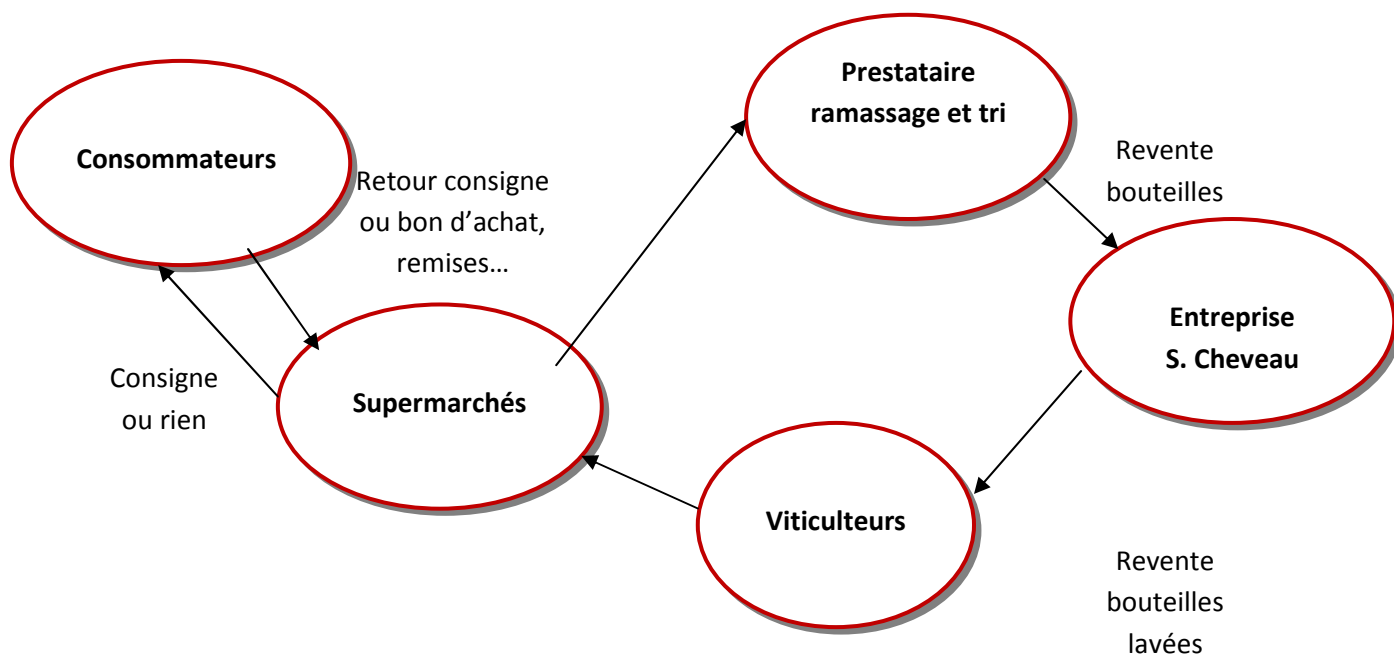 Prestataire
ramassage et tri
Consommateurs
Retour consigne
ou bon d'achat,
remises…
Revente
bouteilles
Entreprise
S. Cheveau
Consigne
ou rien
Supermarchés
Viticulteurs
Revente
bouteilles
lavées